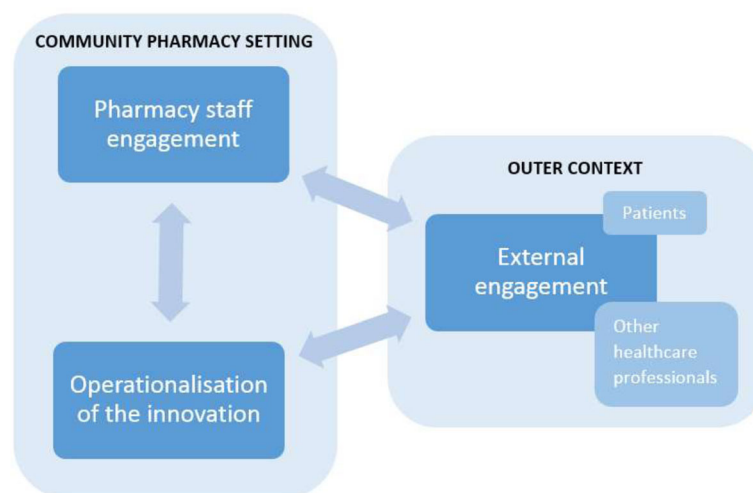 COMMUNITY PHARMACY SETTING
Pharmacy staff
engagement
Operationalisation
of the innovation
OUTER CONTEXT
Patients
External
engagement
Other
healthcare
professionals